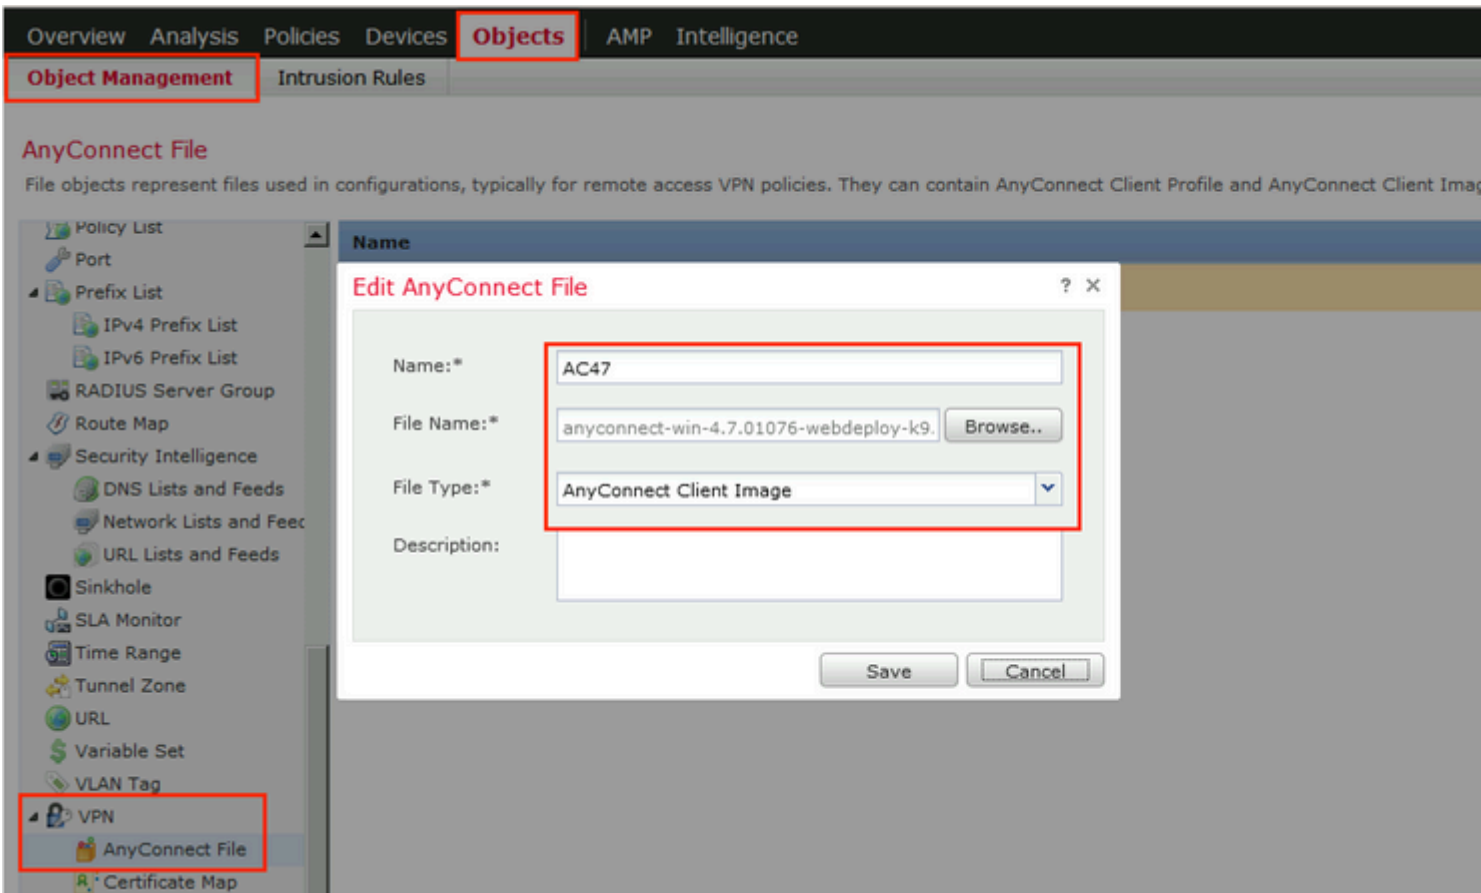 Overview Analysis Policies Devices Objects AMP Intelligence
Object Management Intrusion Rules
AnyConnect File
File objects represent files used in configurations, typically for remote access VPN policies. They can contain AnyConnect Client Profile and AnyConnect Client Imag
Policy List
Port
Prefix List
IPv4 Prefix List
IPv6 Prefix List
RADIUS Server Group
Route Map
Security Intelligence
DNS Lists and Feeds
Network Lists and Feed
URL Lists and Feeds
Sinkhole
SLA Monitor
Time Range
Tunnel Zone
URL
Variable Set
VLAN Tag
VPN
AnyConnect File
Certificate Map
Name
Edit AnyConnect File ?
Name:* AC47
File Name:* anyconnect-win-4.7.01076-webdeploy-k9. Browse..
File Type:* AnyConnect Client Image
Description:
Save Cancel